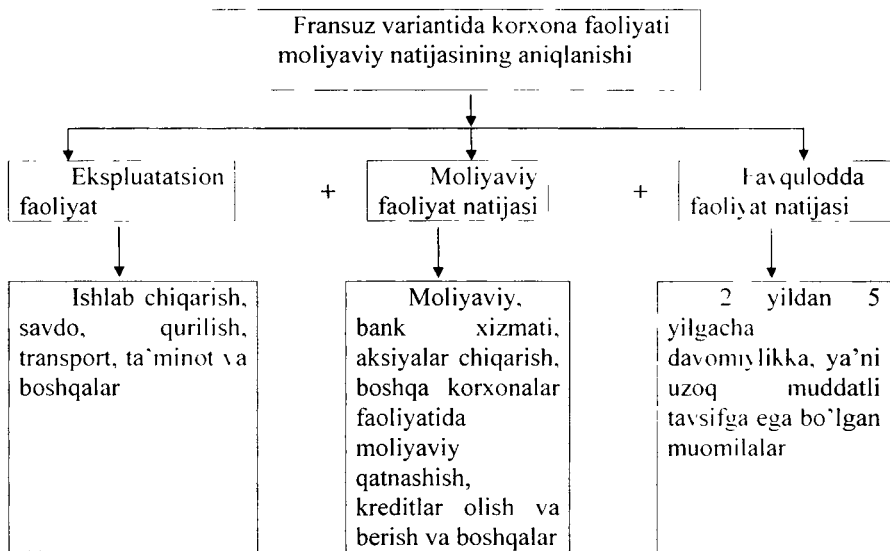 Fransuz variantida korxona faoliyati
moliyaviy natijasining aniqlanishi
Ekspluatatsion
faoliyat
+
Moliyaviy
faoliyat natijasi
+
Favqulodda
faoliyat natijasi
Ishlab chiqarish,
savdo, qurilish,
transport, ta`minot va
boshqalar
Moliyaviy,
bank xizmati,
aksiyalar chiqarish,
boshqa korxonalar
faoliyatida
moliyaviy
qatnashish,
kreditlar olish va
berish va boshqalar
2 yildan 5
yilgacha
davomiylikka, ya’ni
uzoq muddatli
tavsifga ega bo`lgan
muomilalar